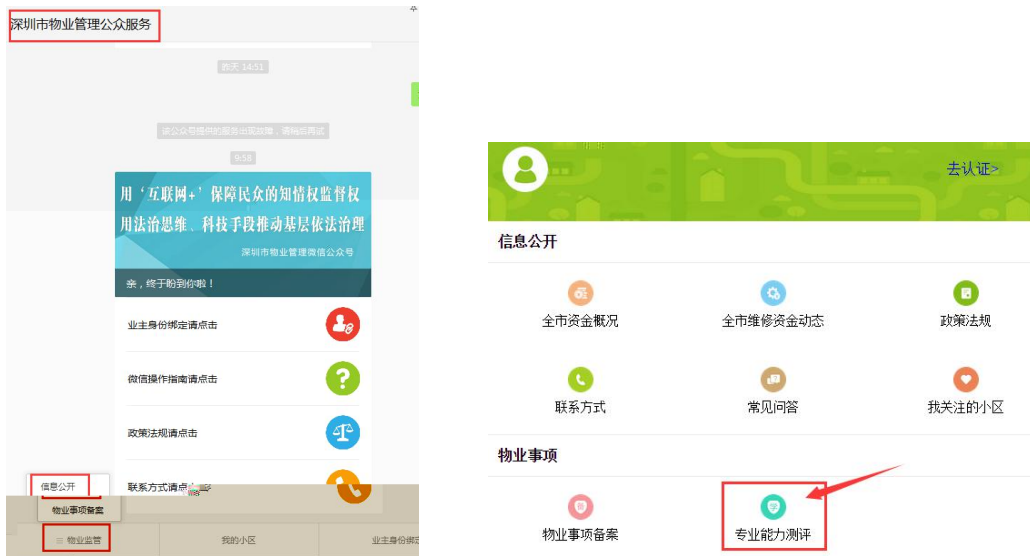 深圳市物业管理公众服务
昨天 14:51
该公众号提供的服务出现故障，请稍后再试
9:58
用‘互联网+’保障民众的知情权监督权
用法治思维、科技手段推动基层依法治理
深圳市物业管理微信公众号
亲，终于盼到你啦！
业主身份绑定请点击
微信操作指南请点击
政策法规请点击
联系方式请点
信息公开
物业事项备案
物业监管
我的小区
业主身份绑定
去认证>
信息公开
全市资金概况
全市维修资金动态
政策法规
联系方式
常见问答
我关注的小区
物业事项
物业事项备案
专业能力测评